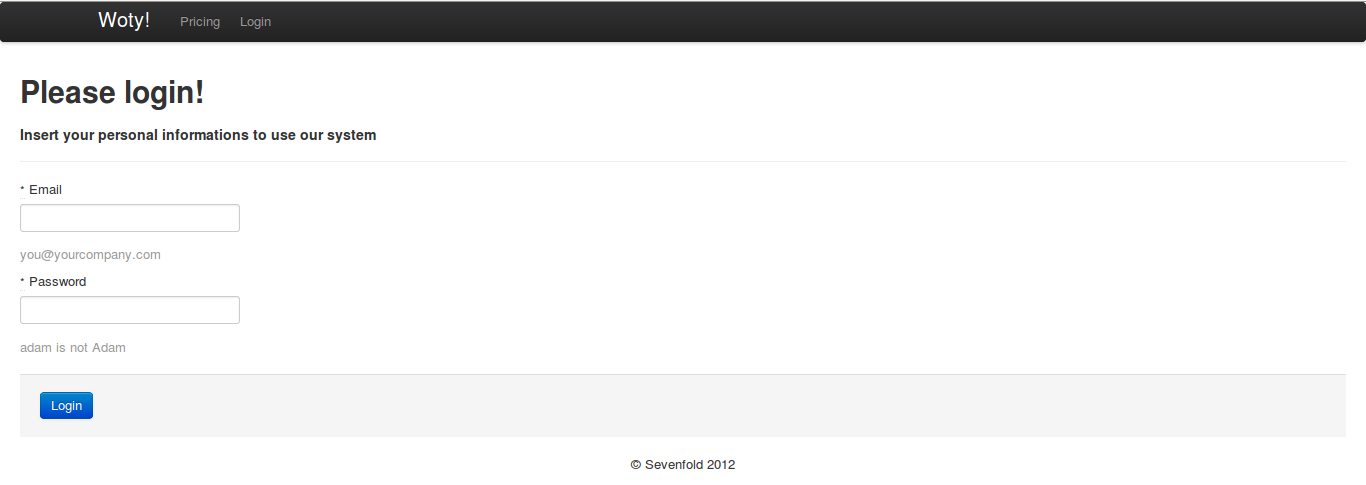 Woty! Pricing Login
Please login!
Insert your personal informations to use our system
* Email
you@yourcompany.com
* Password
adam is not Adam
Login
© Sevenfold 2012